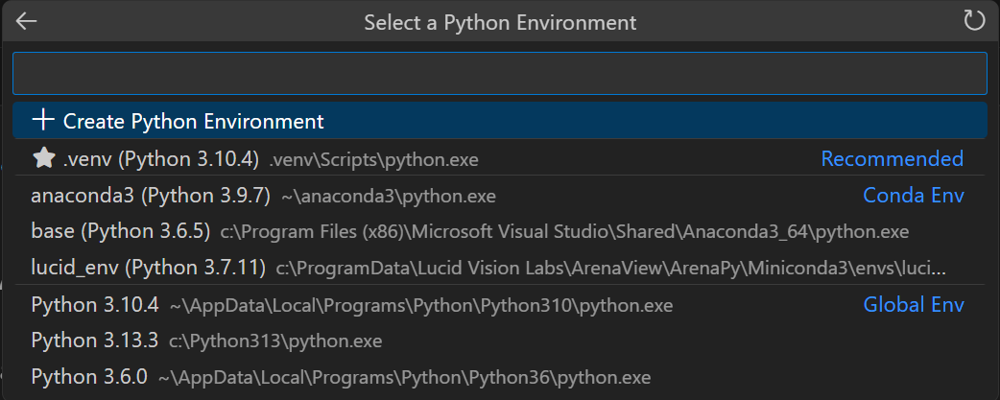 Select a Python Environment
Create Python Environment
.venv (Python 3.10.4) .venv\Scripts\python.exe Recommended
anaconda3 (Python 3.9.7) ~\anaconda3\python.exe Conda Env
base (Python 3.6.5) c:\Program Files (x86)\Microsoft Visual Studio\Shared\Anaconda3_64\python.exe
lucid_env (Python 3.7.11) c:\ProgramData\Lucid Vision Labs\ArenaView\ArenaPy\Miniconda3\envs\luci...
Python 3.10.4 ~\AppData\Local\Programs\Python\Python310\python.exe Global Env
Python 3.13.3 c:\Python313\python.exe
Python 3.6.0 ~\AppData\Local\Programs\Python\Python36\python.exe